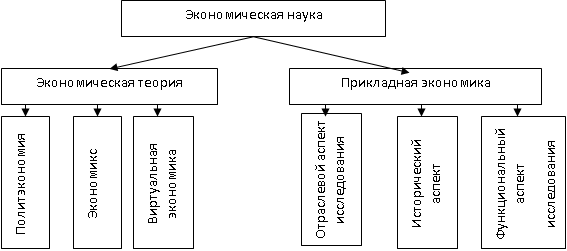 Экономическая наука
Экономическая теория
Прикладная экономика
Политэкономия
Экономикс
Виртуальная
экономика
Отраслевой аспект
исследования
Исторический
аспект
Функциональный
аспект
исследования